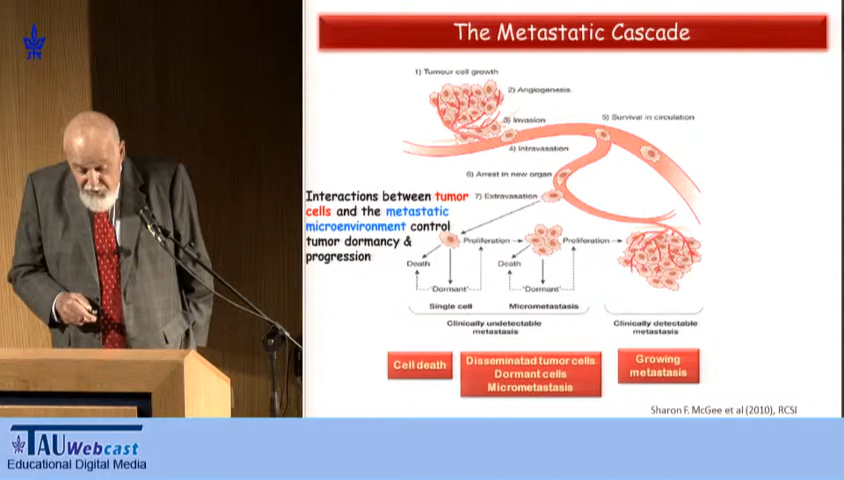 The Metastatic Cascade
1) Tumour cell growth
2) Angiogenesis
3) Invasion
5) Survival in circulation
4) Intravasation
6) Arrest in new organ
Interactions between tumor
cells and the metastatic
microenvironment control
tumor dormancy &
progression
7) Extravasation
Proliferation
Proliferation
Death
Death
'Dormant'
'Dormant'
Single cell
Micrometastasis
Clinically undetectable
metastasis
Clinically detectable
metastasis
Cell death
Disseminatad tumor cells
Dormant cells
Micrometastasis
Growing
metastasis
Sharon F. McGee et al (2010), RCSI
TAU Webcast
Educational Digital Media